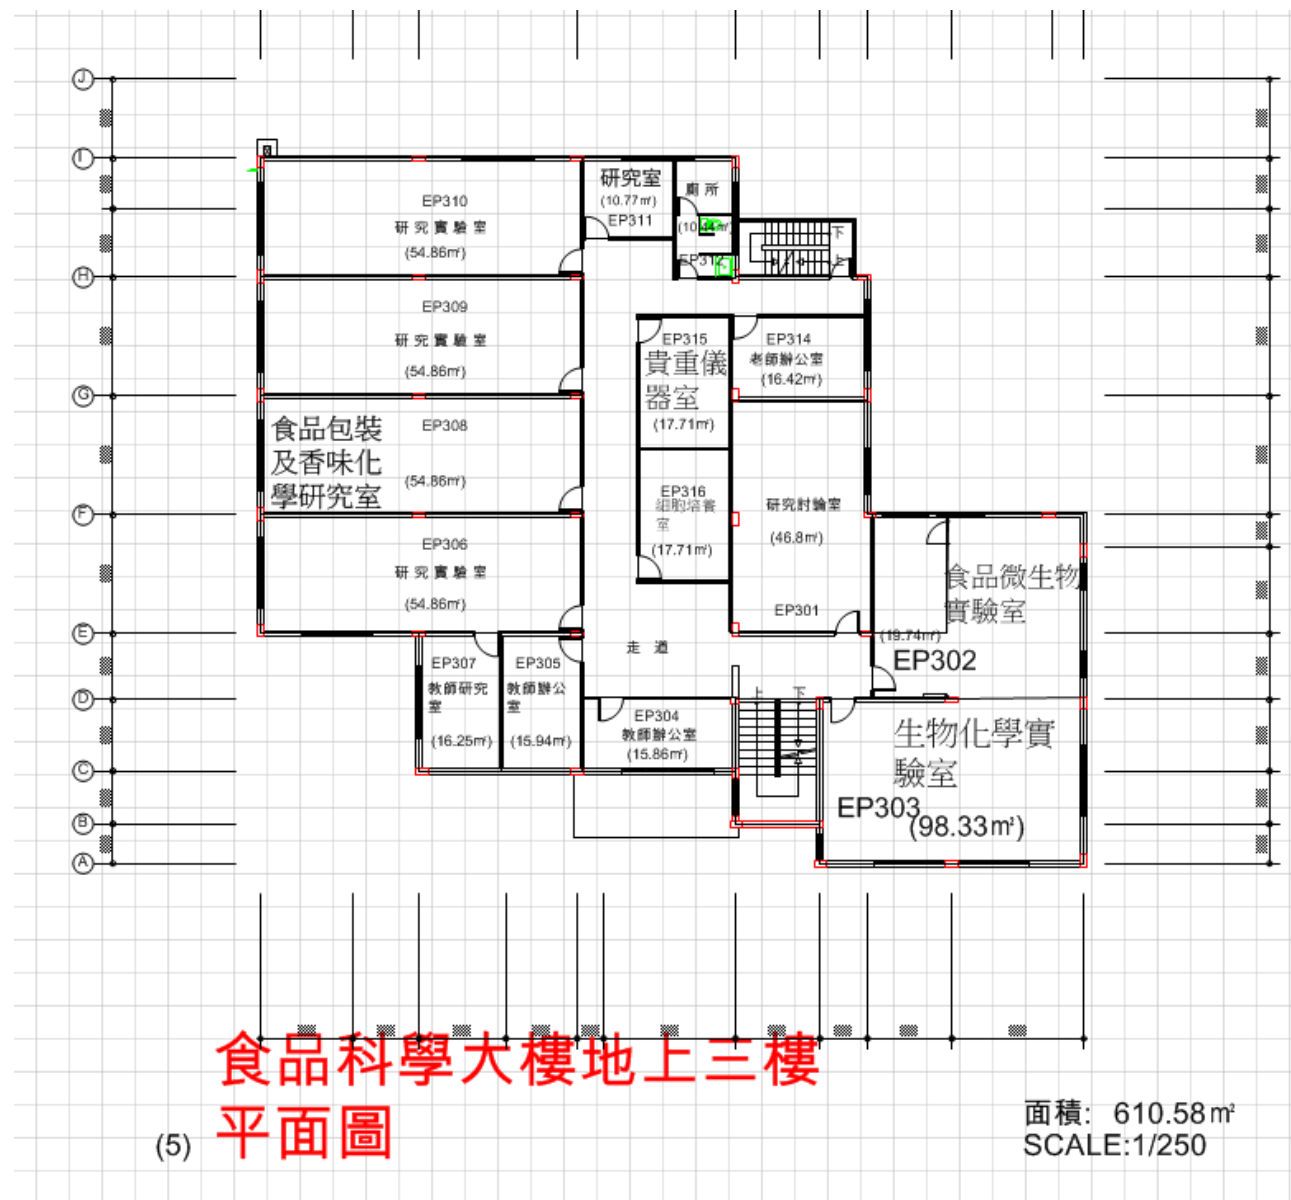 J
I
H
G
F
E
D
C
B
A
EP310
研究實驗室
(54.86㎡)
研究室
(10.77㎡)
EP311
廁所
EP312
下
上
EP309
研究實驗室
(54.86㎡)
EP315
貴重儀
器室
(17.71㎡)
EP314
老師辦公室
(16.42㎡)
食品包裝
及香味化
學研究室
EP308
(54.86㎡)
EP316
細胞培養
室
(17.71㎡)
研究討論室
(46.8㎡)
EP301
EP306
研究實驗室
(54.86㎡)
食品微生物
實驗室
(19.74㎡)
EP302
走道
EP307
教師研究
室
(16.25㎡)
EP305
教師辦公
室
(15.94㎡)
EP304
教師辦公室
(15.86㎡)
上 下
生物化學實
驗室
EP303
(98.33㎡)
食品科學大樓地上三樓
平面圖
(5)
面積: 610.58㎡
SCALE:1/250